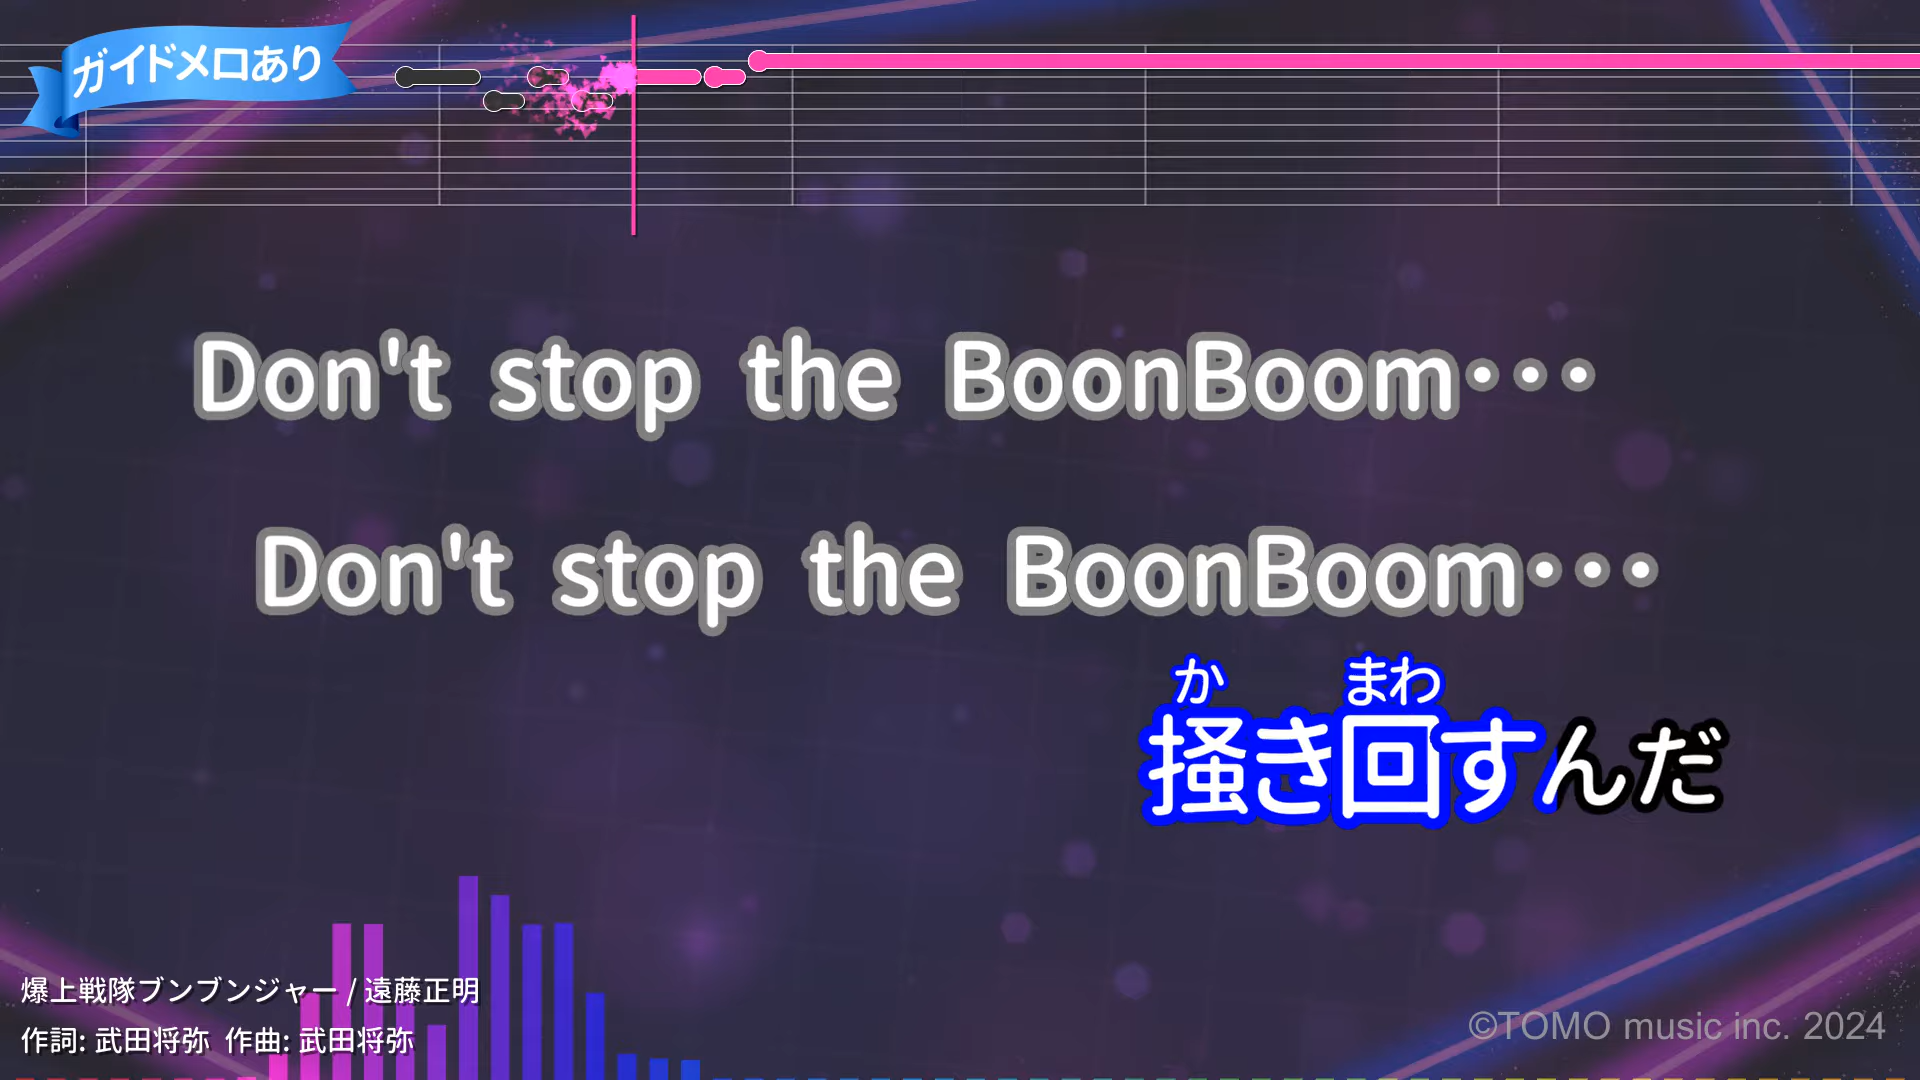 ガイドメロあり
Don't stop the BoonBoom・・・
Don't stop the BoonBoom・・・
か まわ
掻き回すんだ
爆上戦隊ブンブンジャー / 遠藤正明
作詞: 武田将弥 作曲: 武田将弥
©TOMO music inc. 2024